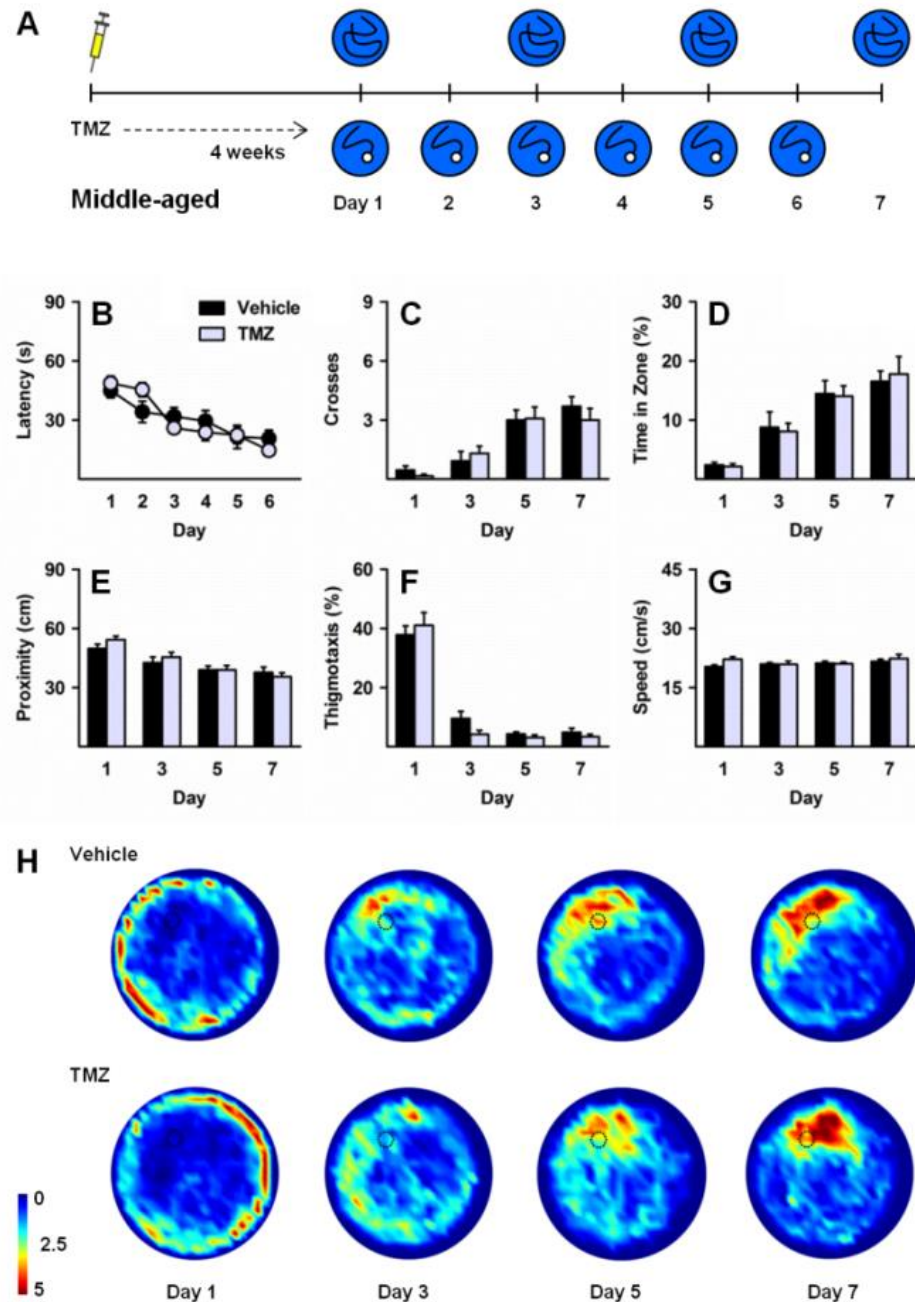 A
TMZ
4 weeks
Middle-aged
Day 1 2 3 4 5 6 7
B
Vehicle
TMZ
Latency (s)
90
60
30
1 2 3 4 5 6
Day
C
Crosses
9
6
3
1 3 5 7
Day
D
Time in Zone (%)
30
20
10
1 3 5 7
Day
E
Proximity (cm)
90
60
30
1 3 5 7
Day
F
Thigmotaxis (%)
60
40
20
1 3 5 7
Day
G
Speed (cm/s)
45
30
15
1 3 5 7
Day
H
Vehicle
TMZ
0
2.5
5
Day 1 Day 3 Day 5 Day 7